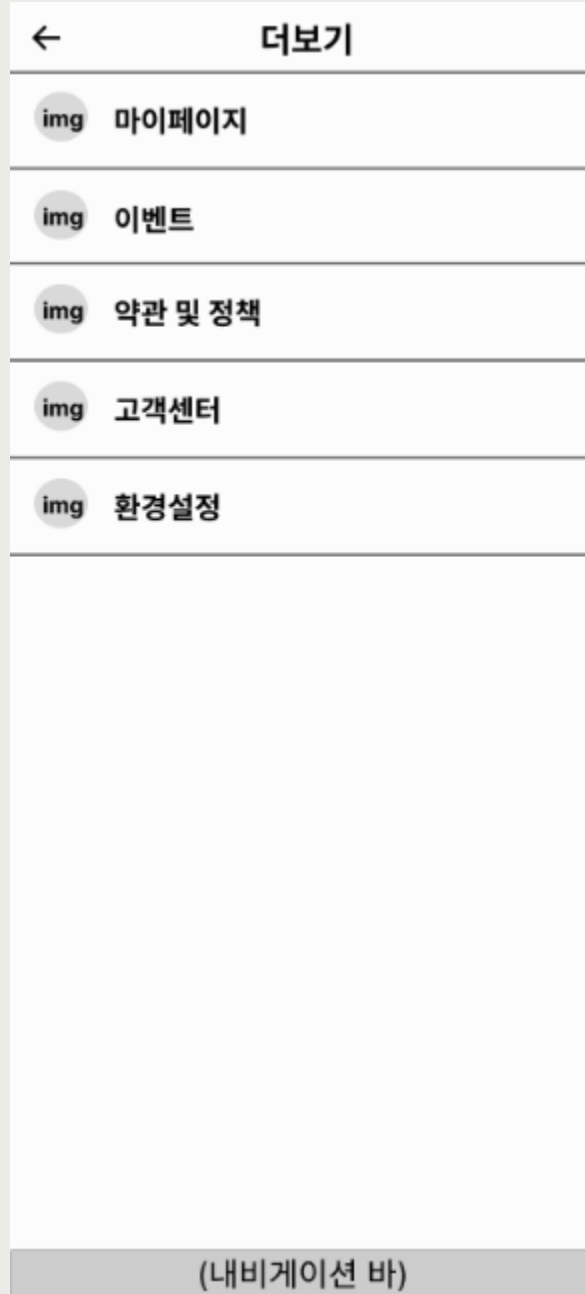 더보기
img 마이페이지
img 이벤트
img 약관 및 정책
img 고객센터
img 환경설정
(내비게이션 바)